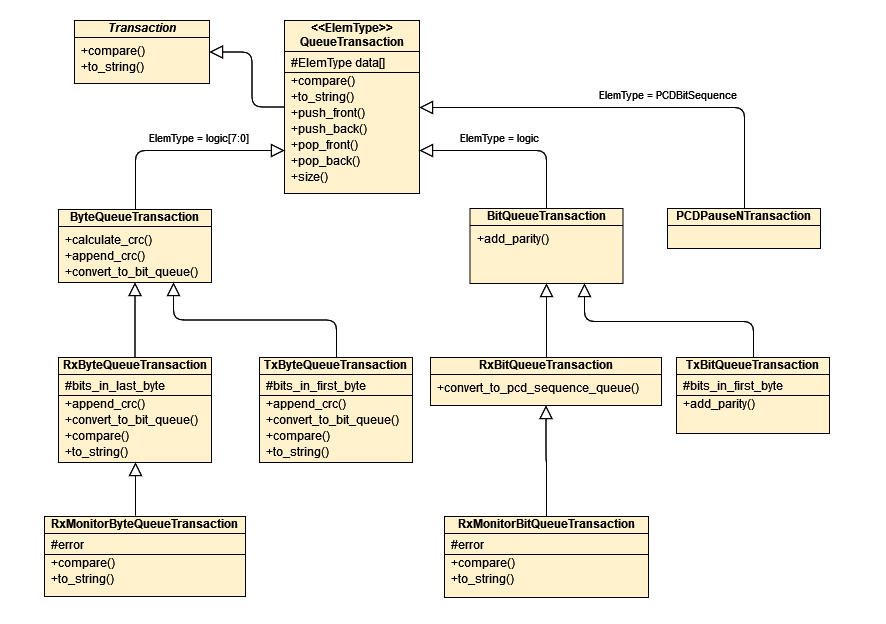 Transaction
+compare()
+to_string()
<<ElemType>>
QueueTransaction
#ElemType data[]
+compare()
+to_string()
+push_front()
+push_back()
+pop_front()
+pop_back()
+size()
ElemType = PCDBitSequence
ElemType = logic[7:0]
ElemType = logic
ByteQueueTransaction
+calculate_crc()
+append_crc()
+convert_to_bit_queue()
BitQueueTransaction
+add_parity()
PCDPauseNTransaction
RxByteQueueTransaction
#bits_in_last_byte
+append_crc()
+convert_to_bit_queue()
+compare()
+to_string()
TxByteQueueTransaction
#bits_in_first_byte
+append_crc()
+convert_to_bit_queue()
+compare()
+to_string()
RxBitQueueTransaction
+convert_to_pcd_sequence_queue()
TxBitQueueTransaction
#bits_in_first_byte
+add_parity()
RxMonitorByteQueueTransaction
#error
+compare()
+to_string()
RxMonitorBitQueueTransaction
#error
+compare()
+to_string()